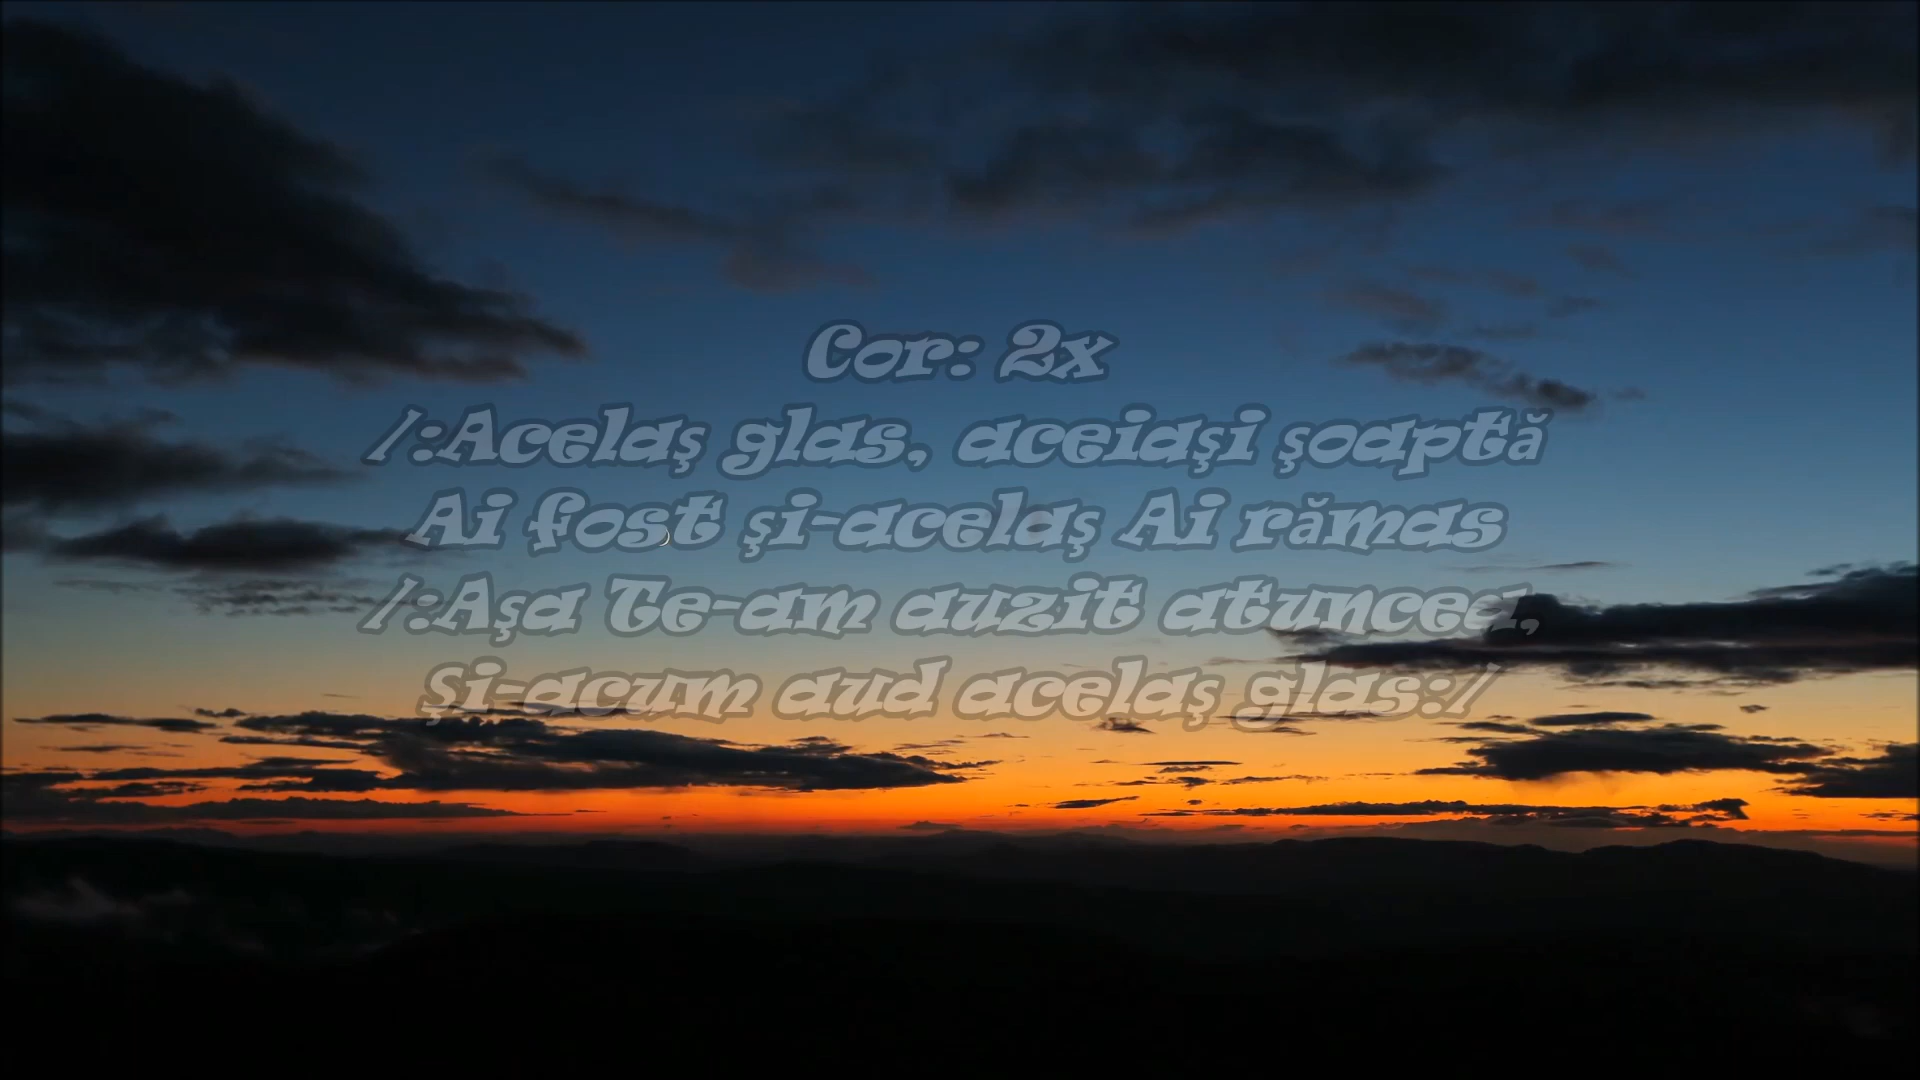 Cor: 2x
/:Acelaş glas, aceiaşi şoaptă
Ai fost şi-acelaş Ai rămas
/:Aşa Te-am auzit atuncea,
Şi-acum aud acelaş glas:/